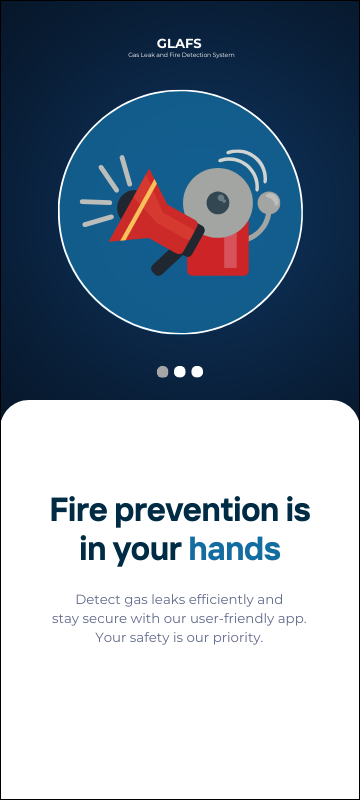 GLAFS
Gas Leak and Fire Detection System
Fire prevention is
in your hands
Detect gas leaks efficiently and
stay secure with our user-friendly app.
Your safety is our priority.